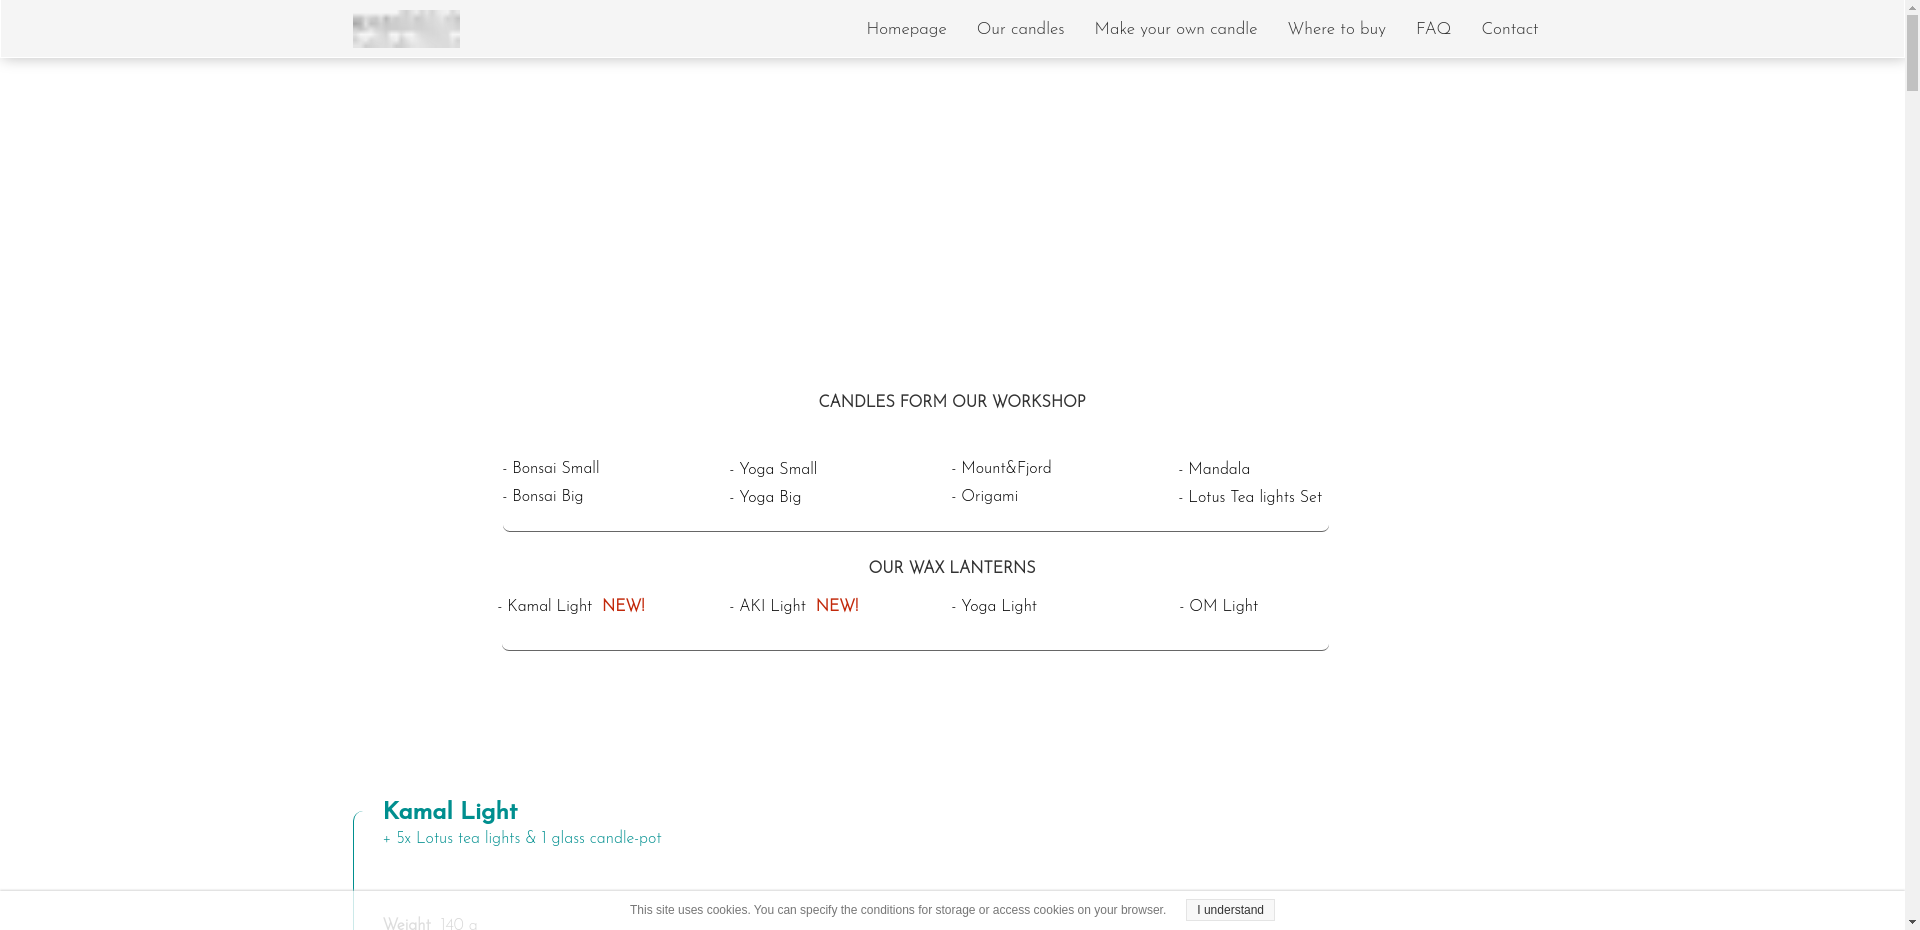 Homepage Our candles Make your own candle Where to buy FAQ Contact
CANDLES FORM OUR WORKSHOP
- Bonsai Small - Yoga Small - Mount&Fjord - Mandala
- Bonsai Big - Yoga Big - Origami - Lotus Tea lights Set
OUR WAX LANTERNS
- Kamal Light NEW! - AKI Light NEW! - Yoga Light - OM Light
Kamal Light
+ 5x Lotus tea lights & 1 glass candle-pot
This site uses cookies. You can specify the conditions for storage or access cookies on your browser. I understand
Weight 140 g